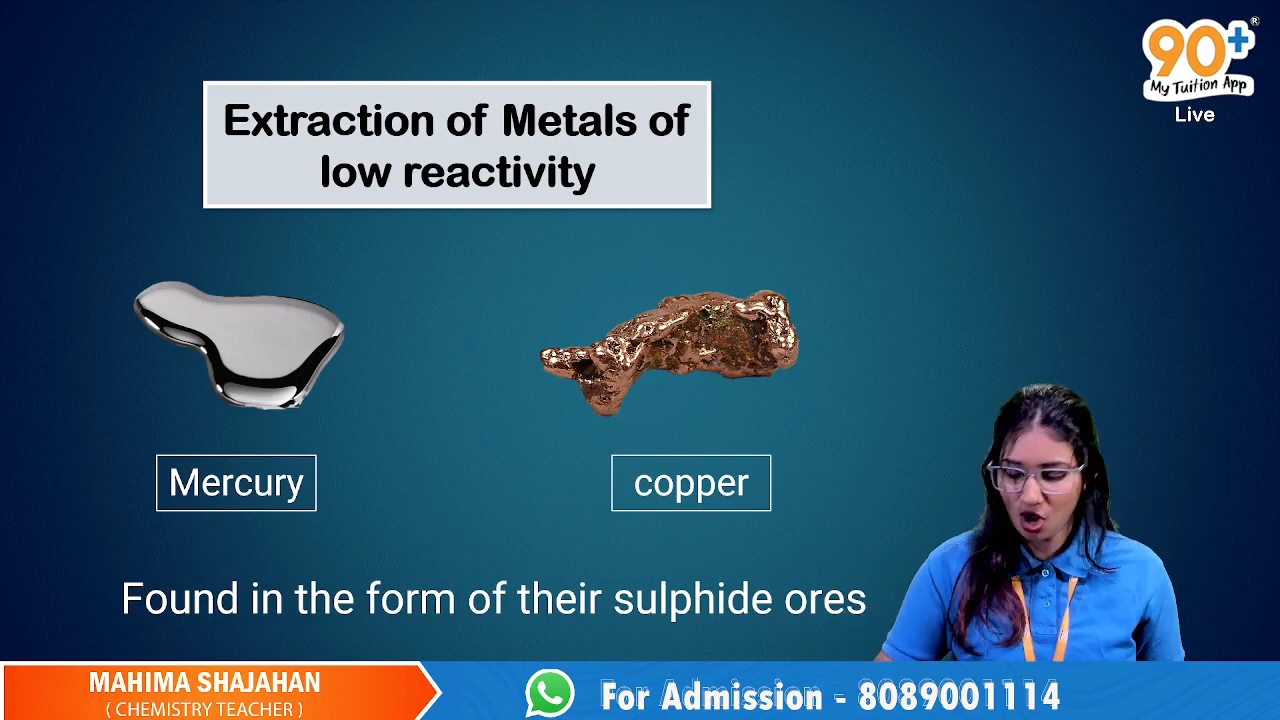 90+
®
My Tuition App
Live
Extraction of Metals of
low reactivity
Mercury
copper
Found in the form of their sulphide ores
MAHIMA SHAJAHAN
( CHEMISTRY TEACHER )
For Admission - 8089001114